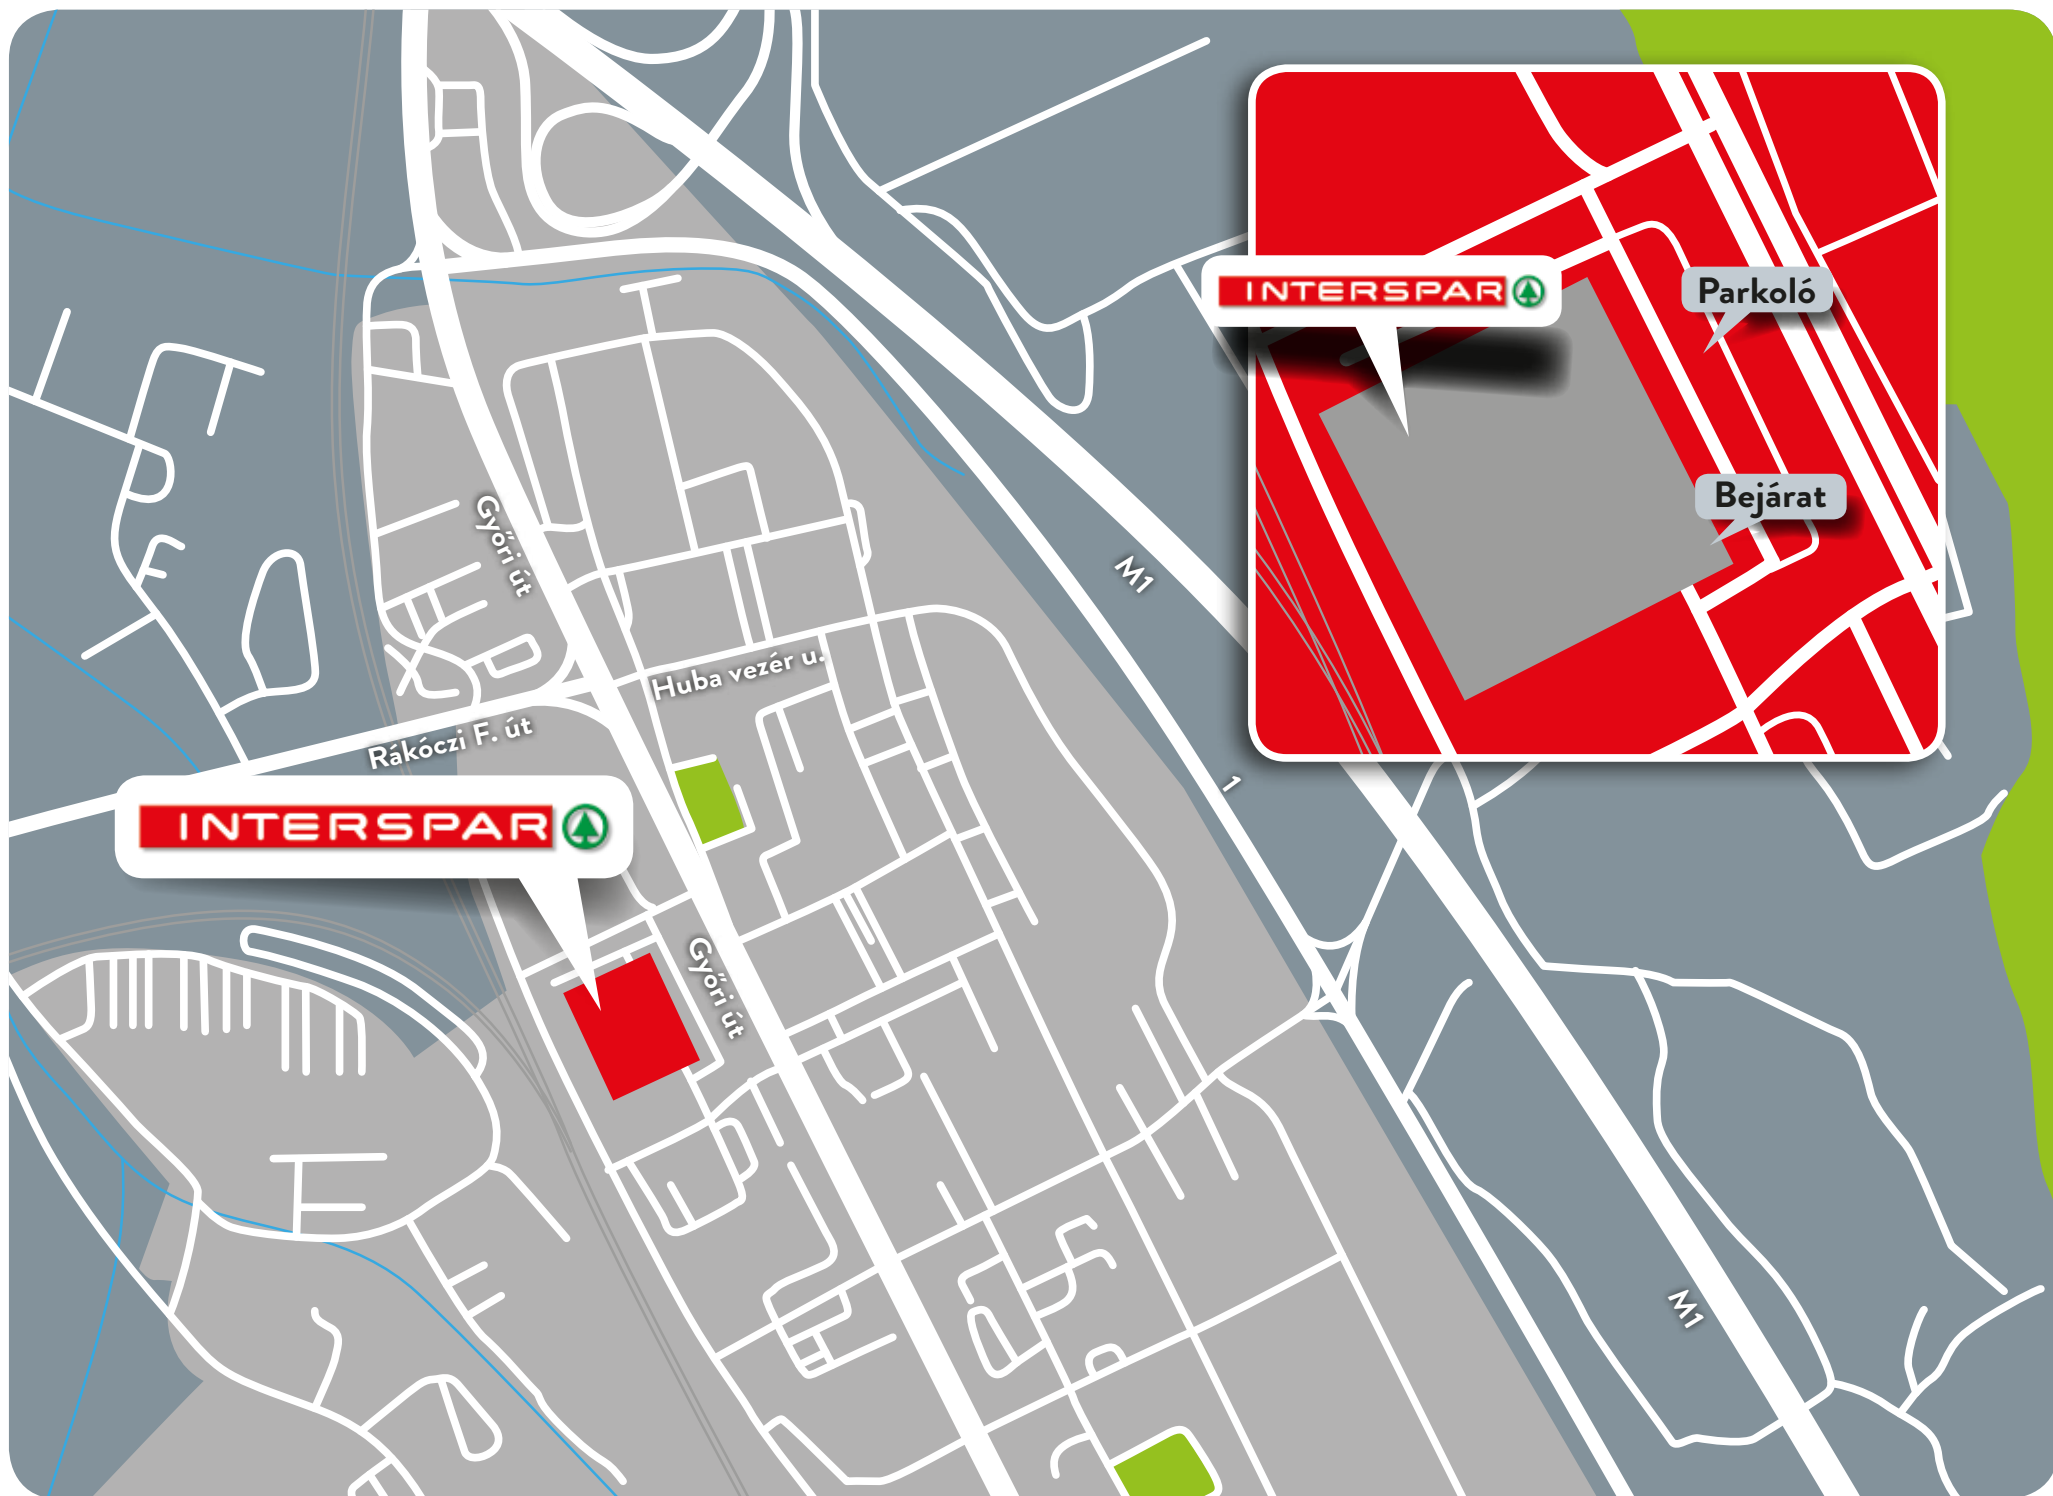 INTERSPAR
Parkoló
Bejárat
Győri út
M1
Huba vezér u.
Rákóczi F. út
1
INTERSPAR
Győri út
M1